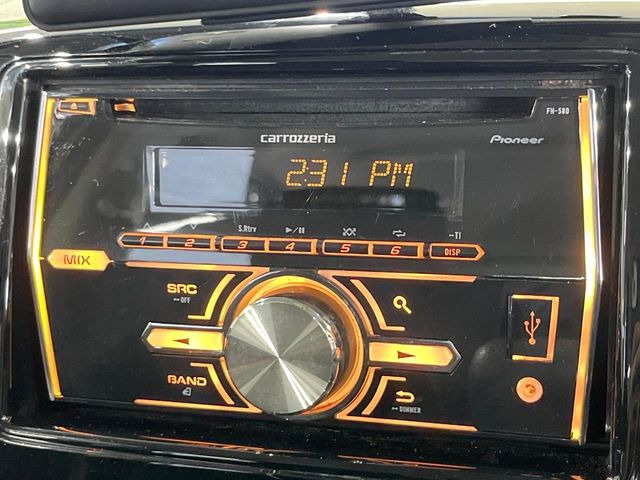 FH-580
carrozzeria
Pioneer
2:31 PM
S.Rtrv
-TI
1 2 3 4 5 6 DISP
MIX
SRC
OFF
BAND
DIMMER